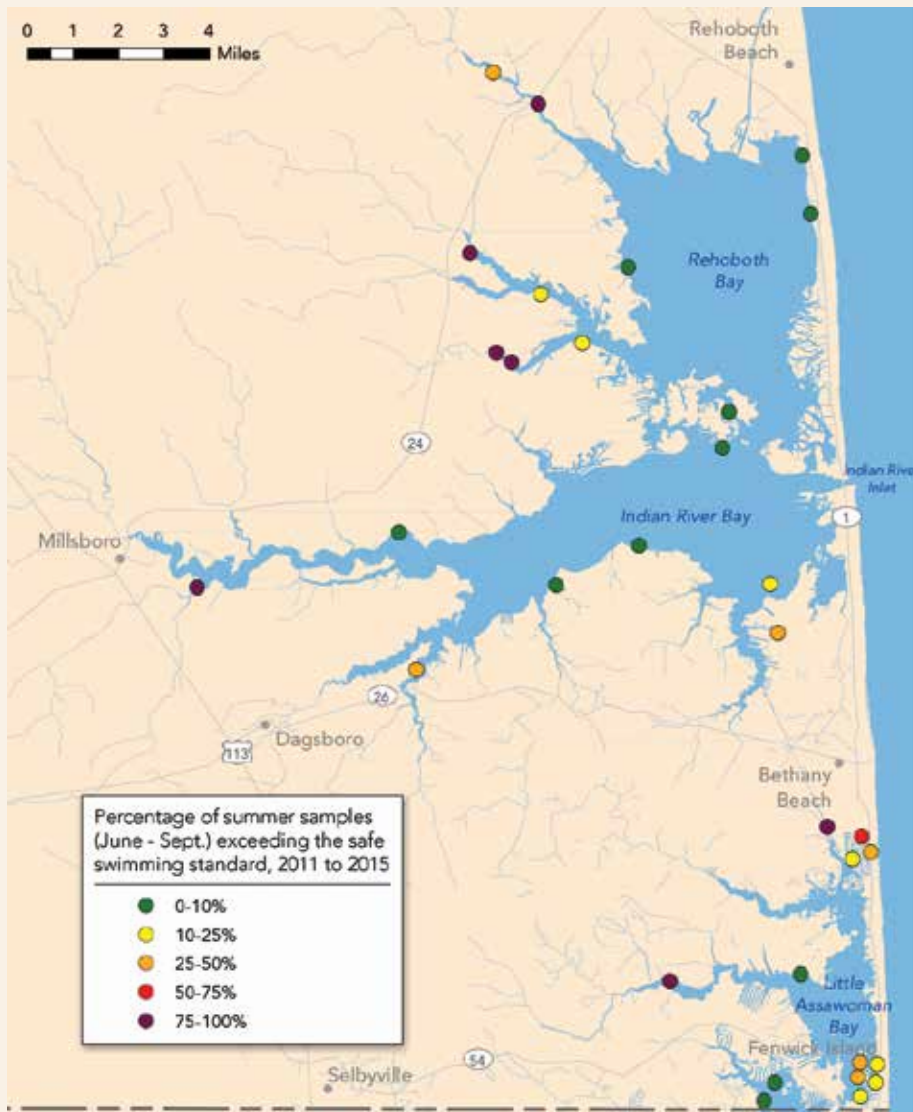 0 1 2 3 4
Miles
Rehoboth
Beach
Rehoboth
Bay
24
Indian River
Inlet
Millsboro
Indian River Bay
1
26
Dagsboro
113
Bethany
Beach
Percentage of summer samples
(June - Sept.) exceeding the safe
swimming standard, 2011 to 2015
0-10%
10-25%
25-50%
50-75%
75-100%
Little
Assawoman
Bay
Fenwick Island
54
Selbyville